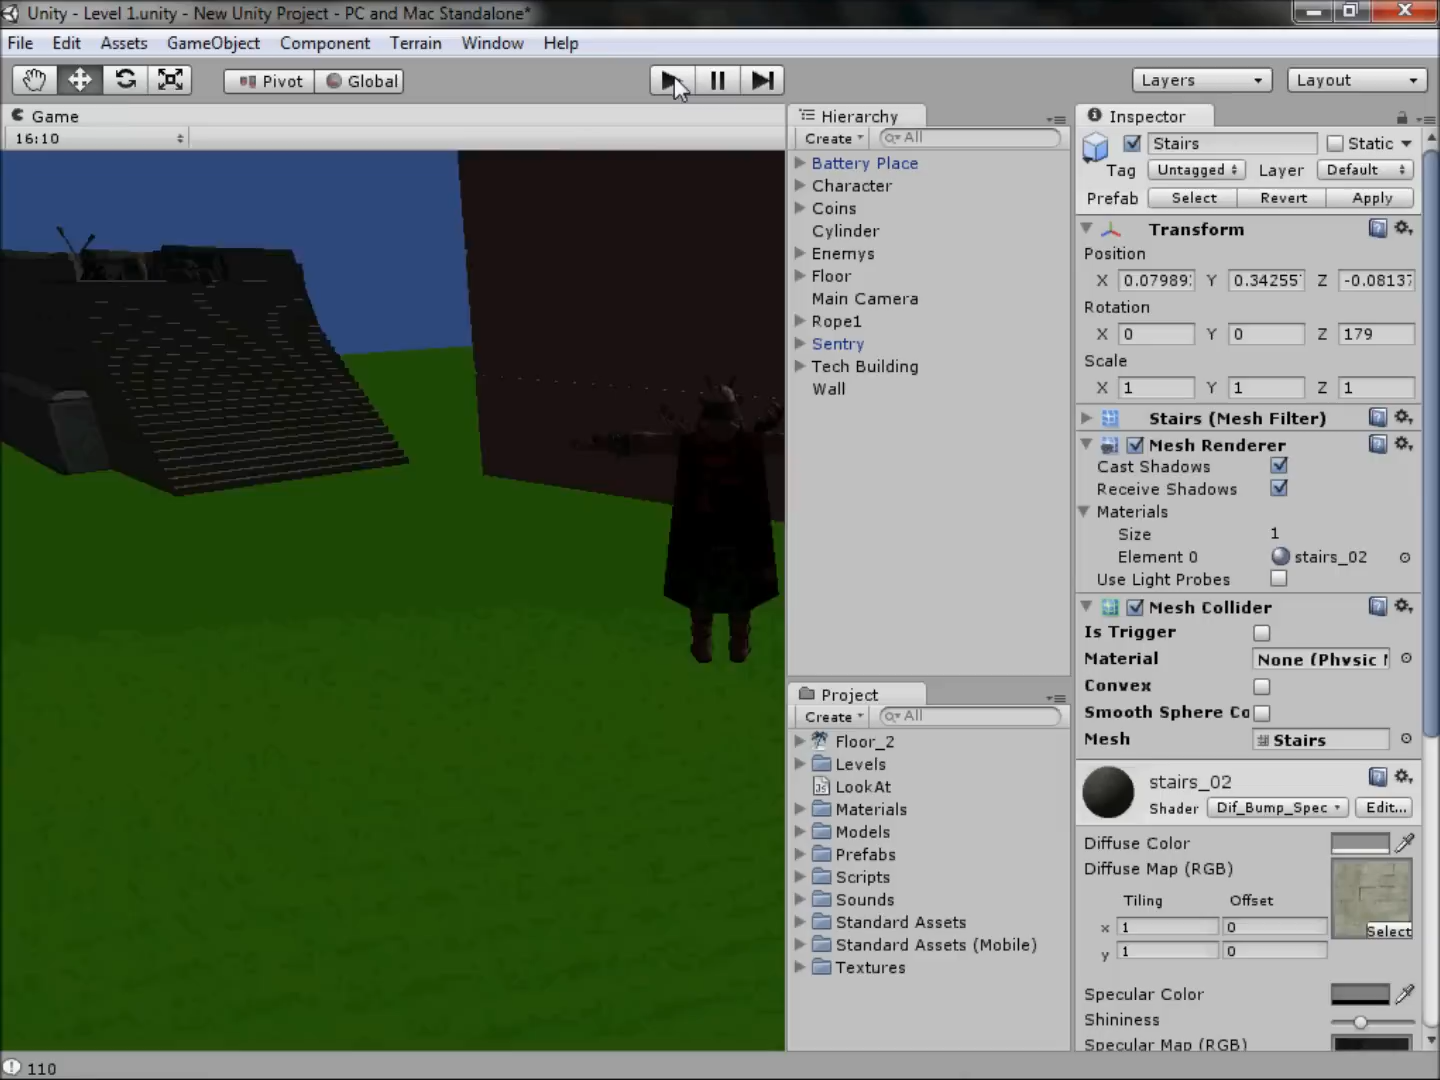 Unity - Level 1.unity - New Unity Project - PC and Mac Standalone*
File Edit Assets GameObject Component Terrain Window Help
Pivot Global Layers Layout
Game
16:10
Hierarchy
Create All
Battery Place
Character
Coins
Cylinder
Enemys
Floor
Main Camera
Rope1
Sentry
Tech Building
Wall
Project
Create All
Floor_2
Levels
LookAt
Materials
Models
Prefabs
Scripts
Sounds
Standard Assets
Standard Assets (Mobile)
Textures
Inspector
Stairs Static
Tag Untagged Layer Default
Prefab Select Revert Apply
Transform
Position
X 0.07989 Y 0.34255 Z -0.08137
Rotation
X 0 Y 0 Z 179
Scale
X 1 Y 1 Z 1
Stairs (Mesh Filter)
Mesh Renderer
Cast Shadows
Receive Shadows
Materials
Size 1
Element 0 stairs_02
Use Light Probes
Mesh Collider
Is Trigger
Material None (Physic
Convex
Smooth Sphere Co
Mesh Stairs
stairs_02
Shader Dif_Bump_Spec Edit...
Diffuse Color
Diffuse Map (RGB)
Tiling Offset
x 1 0
y 1 0
Select
Specular Color
Shininess
Specular Map (RGB)
110